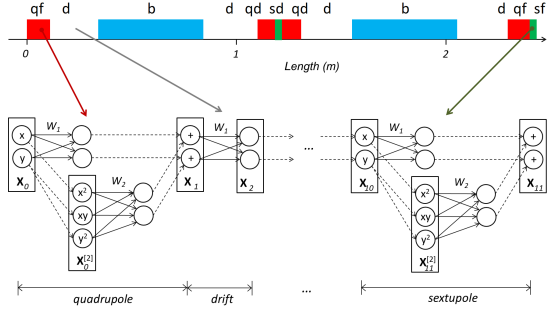 qf d b d qd sd qd d b d qf sf
0 1 2
Length (m)
W1 W1 W1
x + x +
y + y +
X0 X1 X2 ... X10 X11
W2 W2
x² x²
xy xy
y² y²
X0[2] X11[2]
quadrupole drift ... sextupole